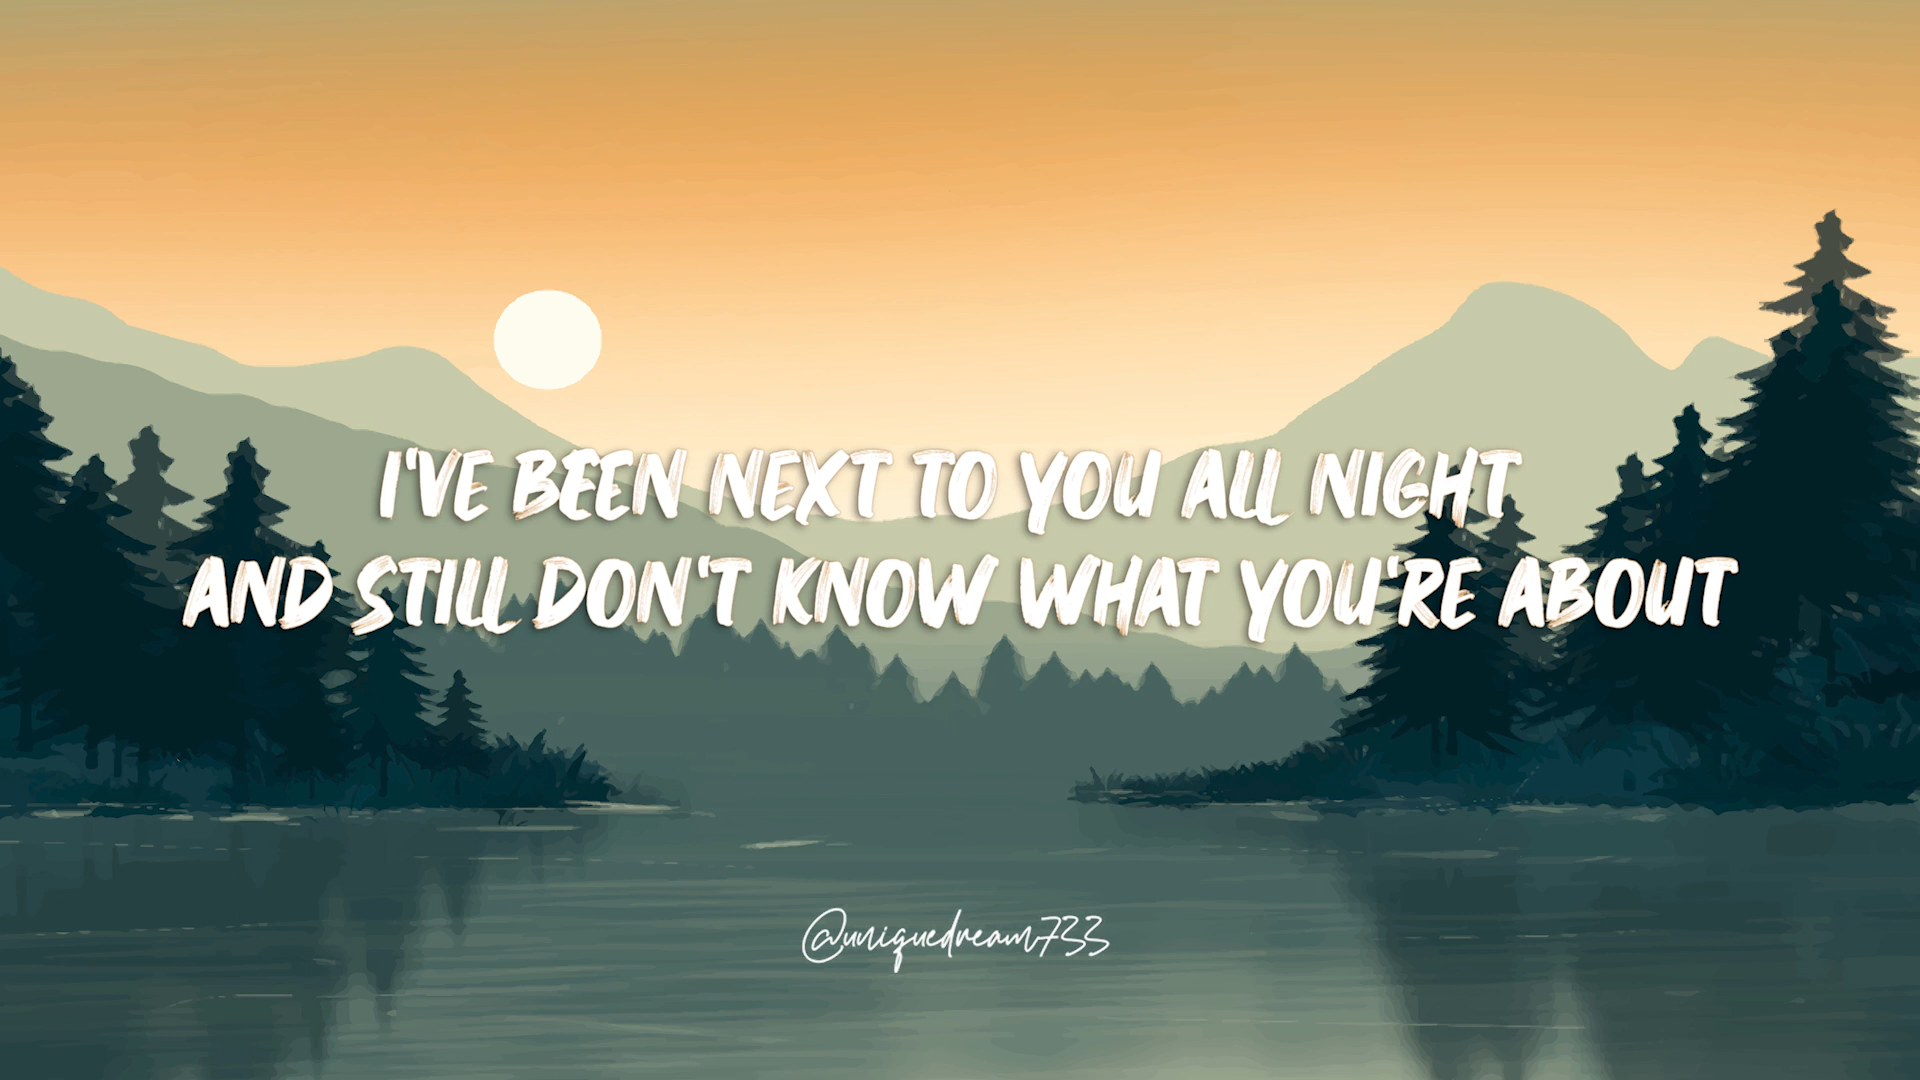 I'VE BEEN NEXT TO YOU ALL NIGHT
AND STILL DON'T KNOW WHAT YOU'RE ABOUT
@uniquedream733